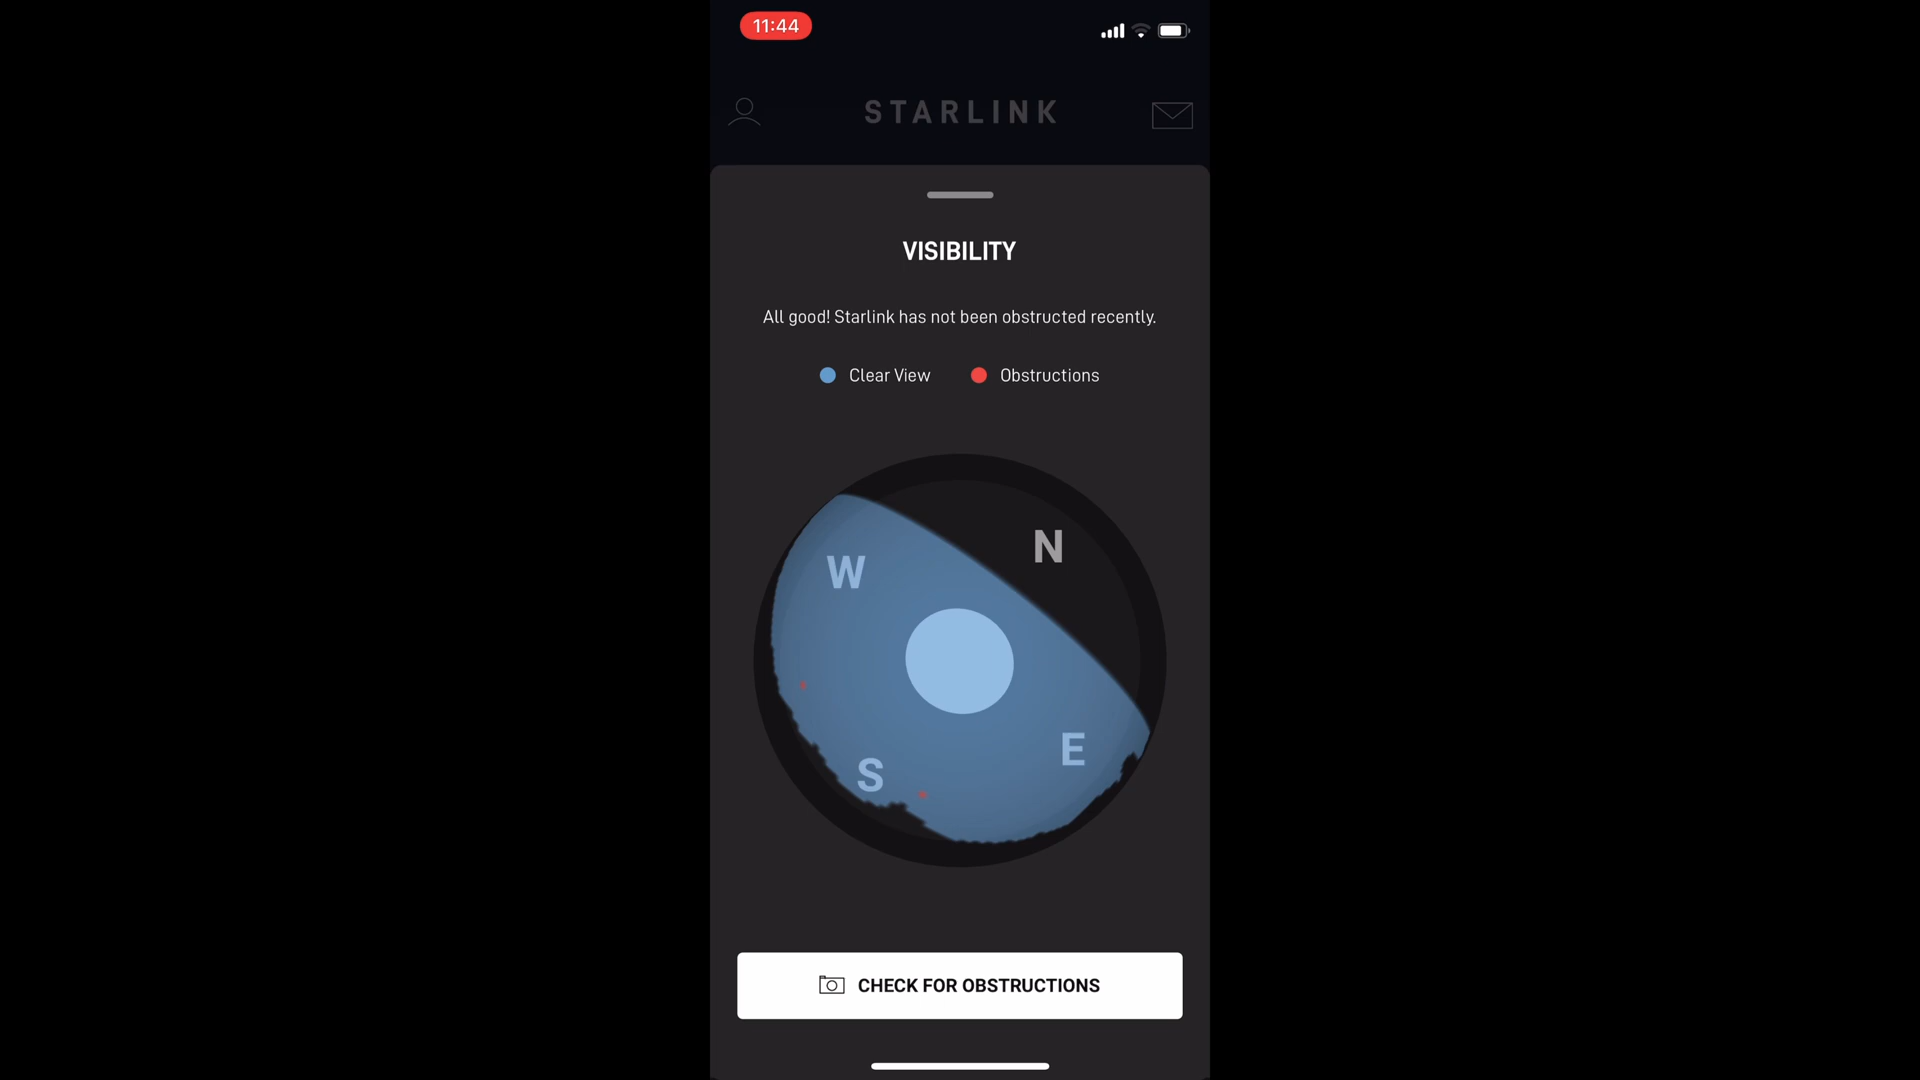 11:44
STARLINK
VISIBILITY
All good! Starlink has not been obstructed recently.
Clear View Obstructions
N
W
E
S
CHECK FOR OBSTRUCTIONS